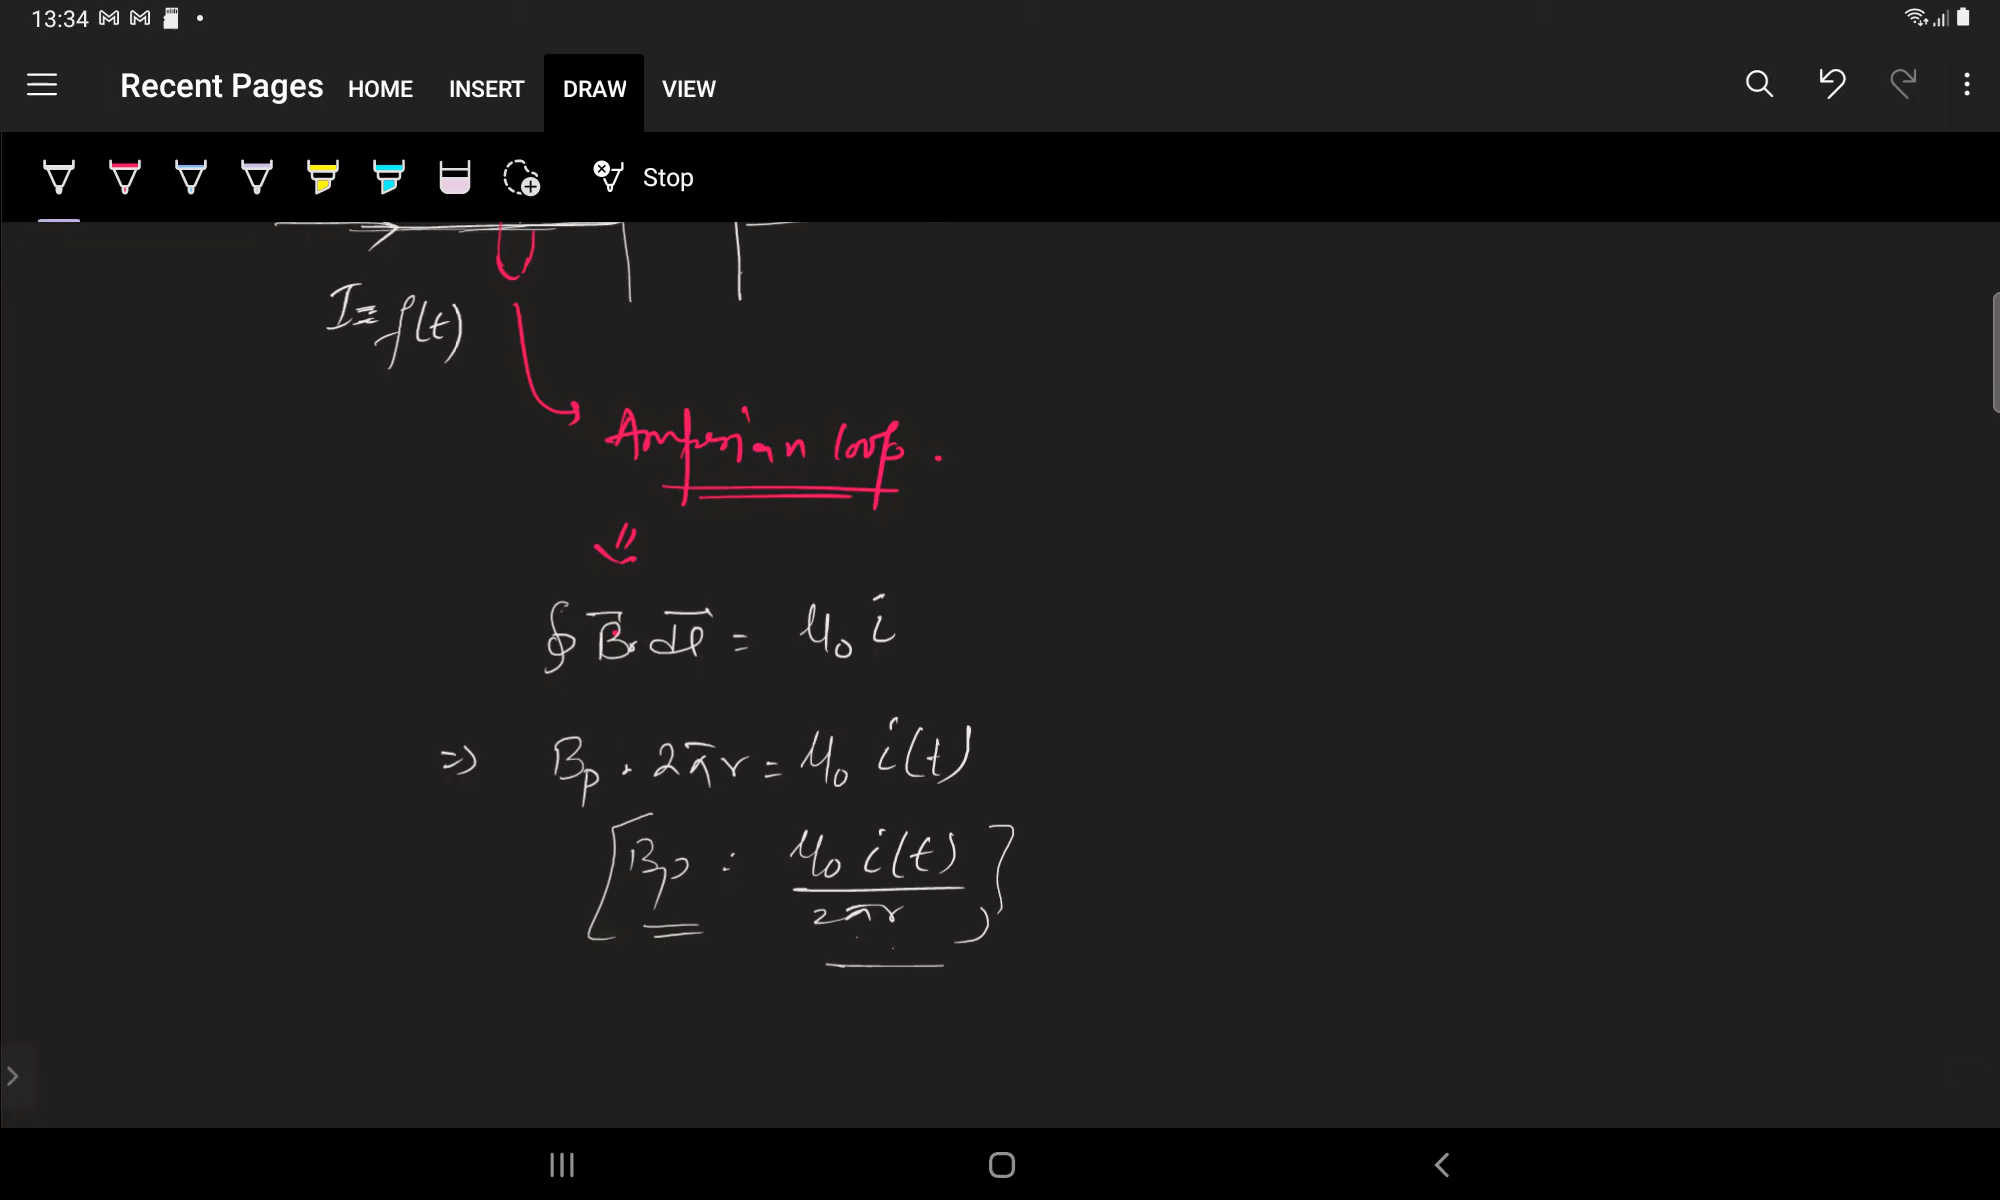 13:34
Recent Pages HOME INSERT DRAW VIEW
Stop
I = f(t)
Amperian loop.
∮ B⃗ . dl⃗ = μ₀ i
=> Bₚ . 2πr = μ₀ i(t)
[Bₚ = μ₀ i(t) / 2πr]